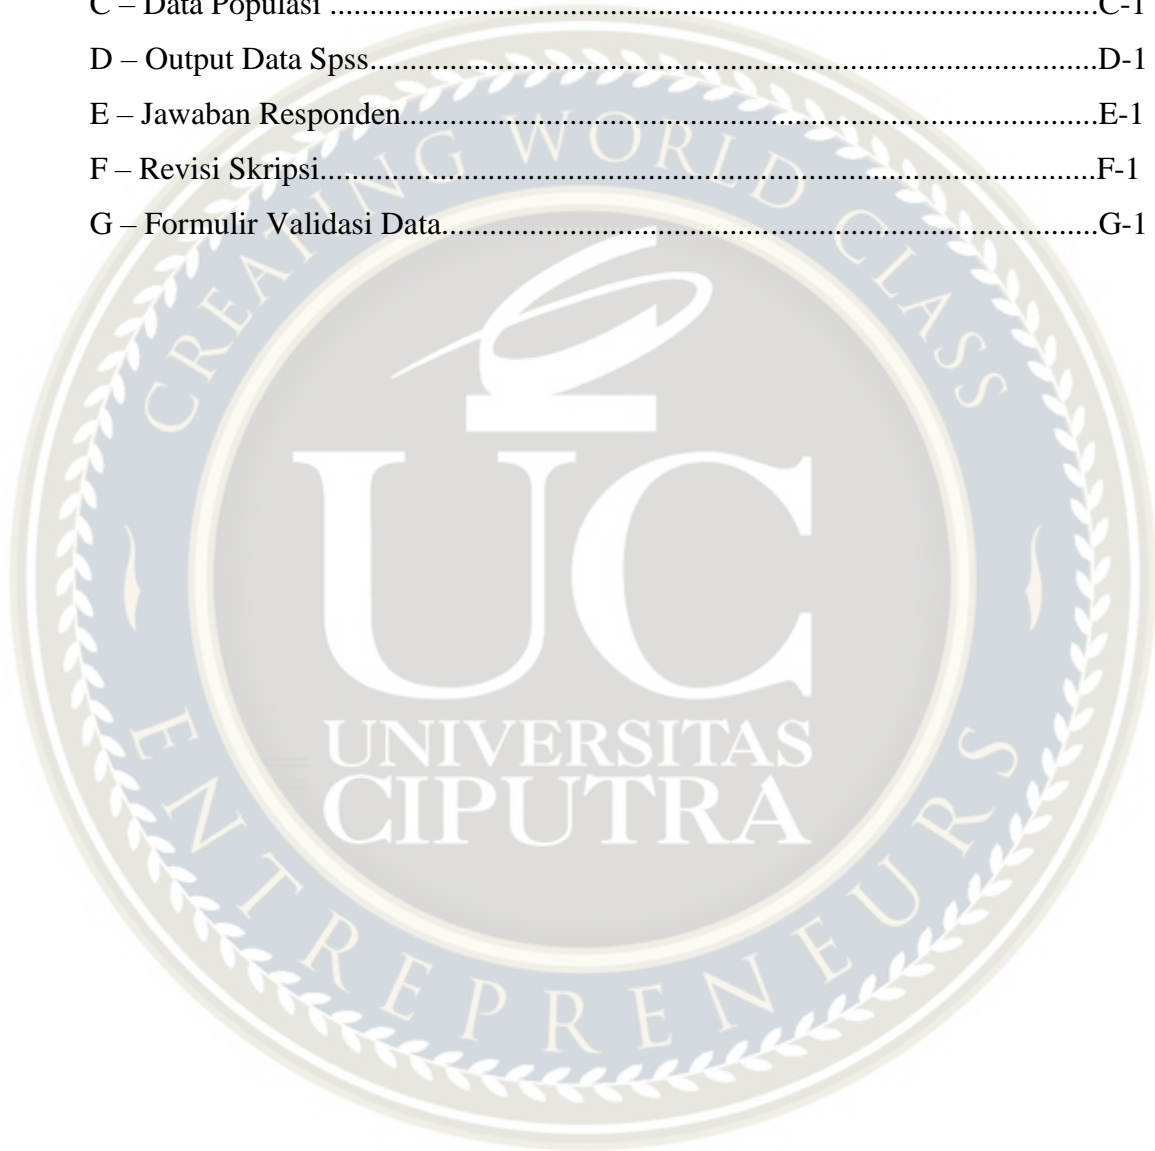 C – Data Populasi ....................................................................................................C-1
D – Output Data Spss...............................................................................................D-1
E – Jawaban Responden...........................................................................................E-1
F – Revisi Skripsi.....................................................................................................F-1
G – Formulir Validasi Data......................................................................................G-1
CREATING WORLD CLASS
UC
UNIVERSITAS
CIPUTRA
ENTREPRENEURS